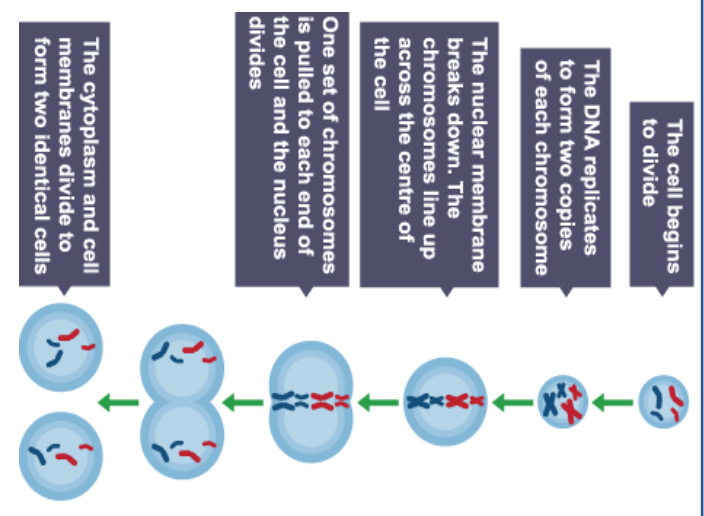 The cell begins
to divide
The DNA replicates
to form two copies
of each chromosome
The nuclear membrane
breaks down. The
chromosomes line up
across the centre of
the cell
One set of chromosomes
is pulled to each end of
the cell and the nucleus
divides
The cytoplasm and cell
membranes divide to
form two identical cells